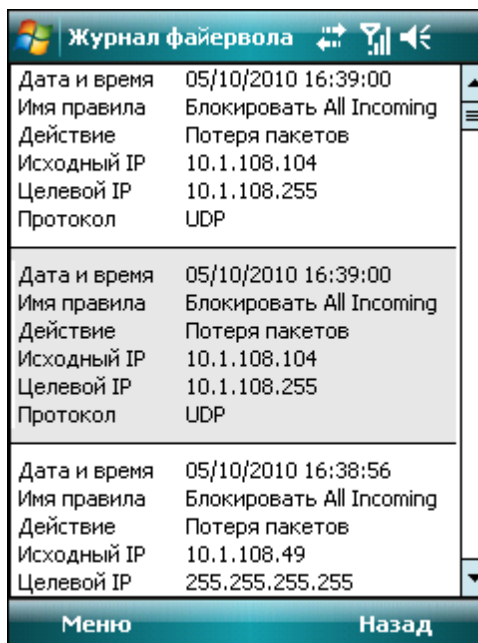 Журнал файервола
Дата и время 05/10/2010 16:39:00
Имя правила Блокировать All Incoming
Действие Потеря пакетов
Исходный IP 10.1.108.104
Целевой IP 10.1.108.255
Протокол UDP
Дата и время 05/10/2010 16:39:00
Имя правила Блокировать All Incoming
Действие Потеря пакетов
Исходный IP 10.1.108.104
Целевой IP 10.1.108.255
Протокол UDP
Дата и время 05/10/2010 16:38:56
Имя правила Блокировать All Incoming
Действие Потеря пакетов
Исходный IP 10.1.108.49
Целевой IP 255.255.255.255
Меню Назад